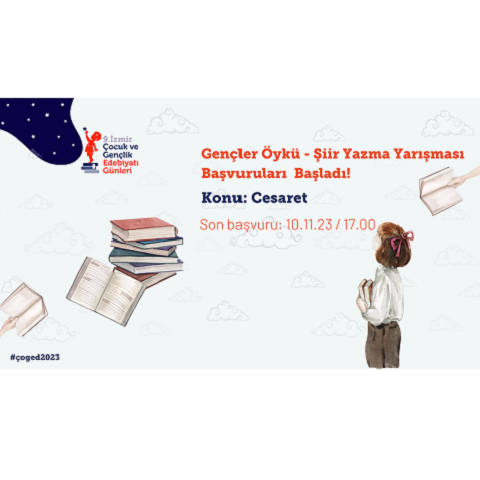 9.İzmir
Çocuk ve
Gençlik
Edebiyatı
Günleri
Gençler Öykü - Şiir Yazma Yarışması
Başvuruları Başladı!
Konu: Cesaret
Son başvuru: 10.11.23 / 17.00
#çoged2023